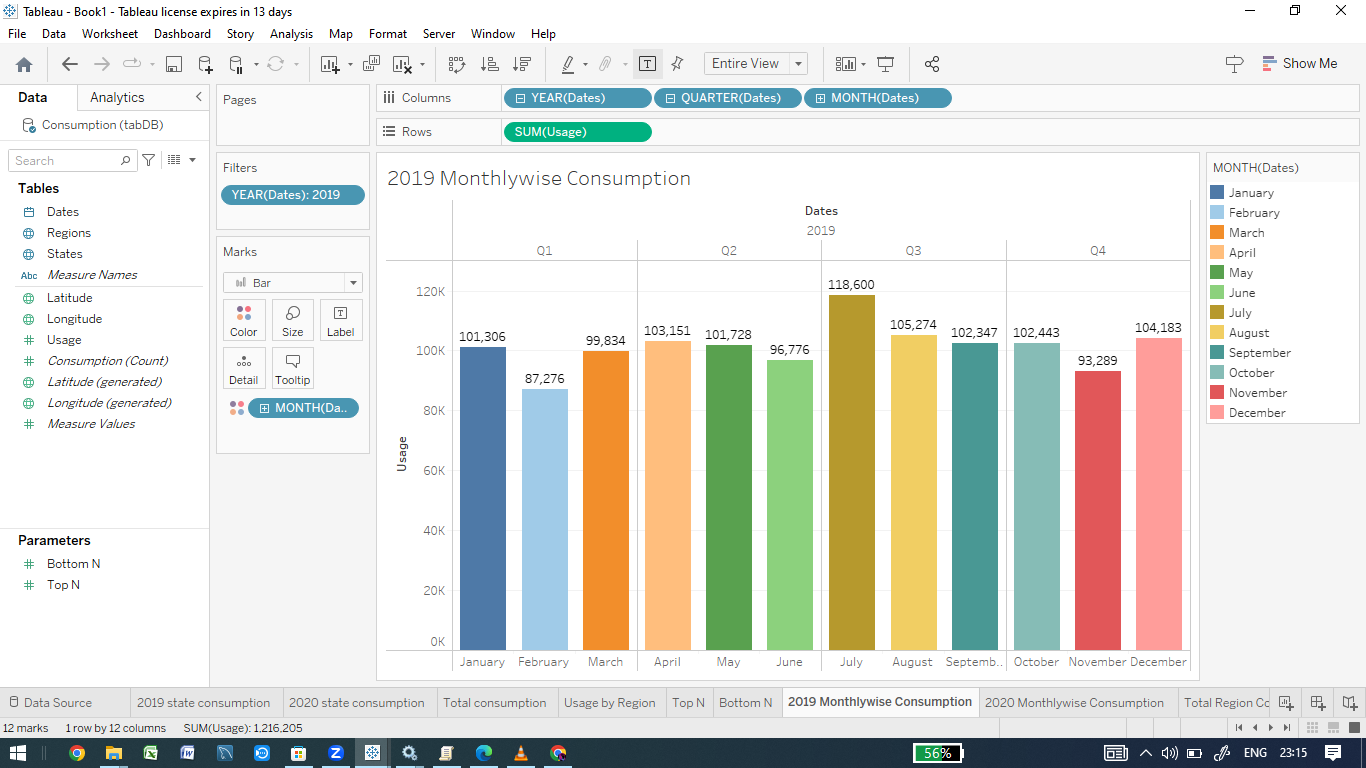 Tableau - Book1 - Tableau license expires in 13 days
File Data Worksheet Dashboard Story Analysis Map Format Server Window Help
Entire View
Show Me
Data Analytics
Consumption (tabDB)
Search
Tables
Dates
Regions
States
Abc Measure Names
Latitude
Longitude
Usage
Consumption (Count)
Latitude (generated)
Longitude (generated)
Measure Values
Parameters
Bottom N
Top N
Pages
Filters
YEAR(Dates): 2019
Marks
Bar
Color Size Label
Detail Tooltip
MONTH(Da..
Columns YEAR(Dates) QUARTER(Dates) MONTH(Dates)
Rows SUM(Usage)
2019 Monthlywise Consumption
Dates
2019
Q1 Q2 Q3 Q4
Usage
120K
100K
80K
60K
40K
20K
0K
101,306 87,276 99,834 103,151 101,728 96,776 118,600 105,274 102,347 102,443 93,289 104,183
January February March April May June July August Septemb.. October November December
MONTH(Dates)
January
February
March
April
May
June
July
August
September
October
November
December
Data Source 2019 state consumption 2020 state consumption Total consumption Usage by Region Top N Bottom N 2019 Monthlywise Consumption 2020 Monthlywise Consumption Total Region Co
12 marks 1 row by 12 columns SUM(Usage): 1,216,205
56% ENG 23:15